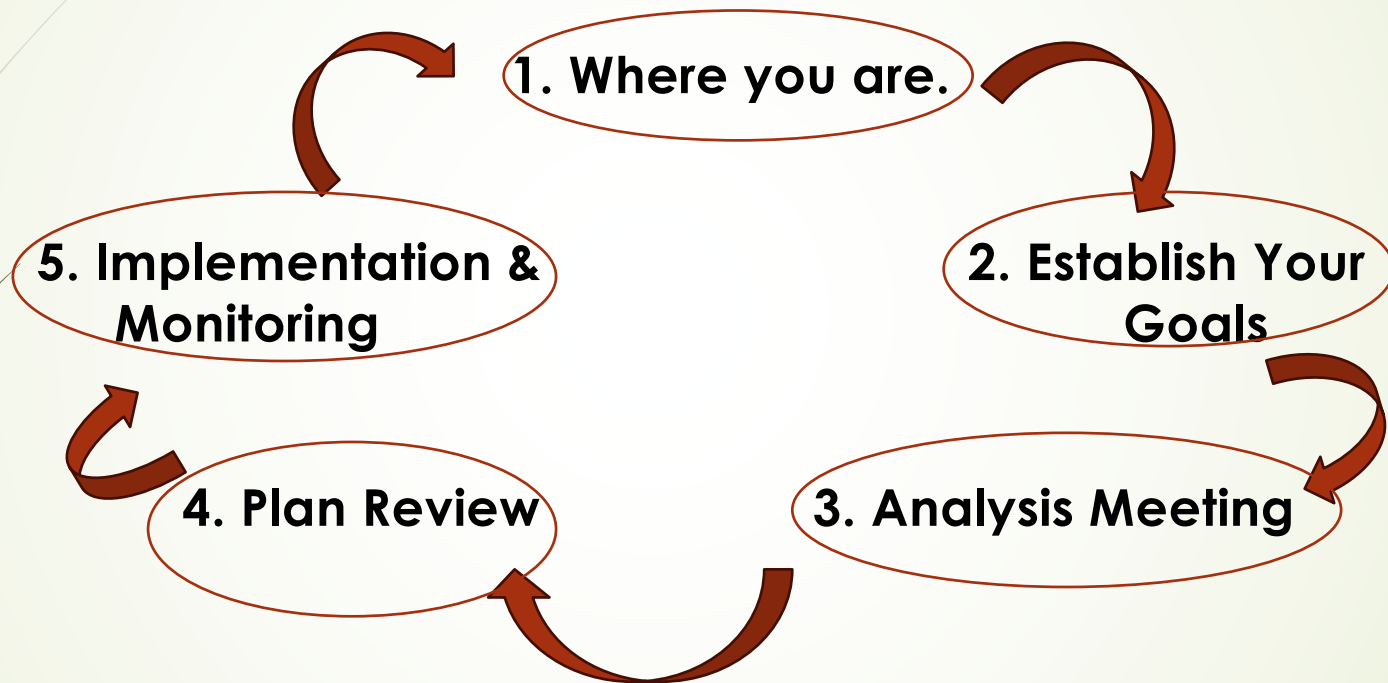 1. Where you are.
2. Establish Your
Goals
3. Analysis Meeting
4. Plan Review
5. Implementation &
Monitoring